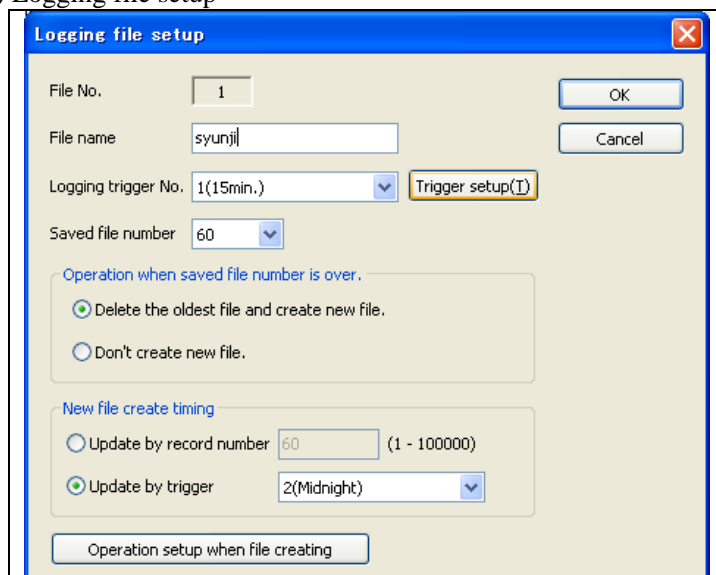 Logging file setup
Logging file setup
File No. 1
OK
File name syunji
Cancel
Logging trigger No. 1(15min.) Trigger setup(T)
Saved file number 60
Operation when saved file number is over.
Delete the oldest file and create new file.
Don't create new file.
New file create timing
Update by record number 60 (1 - 100000)
Update by trigger 2(Midnight)
Operation setup when file creating